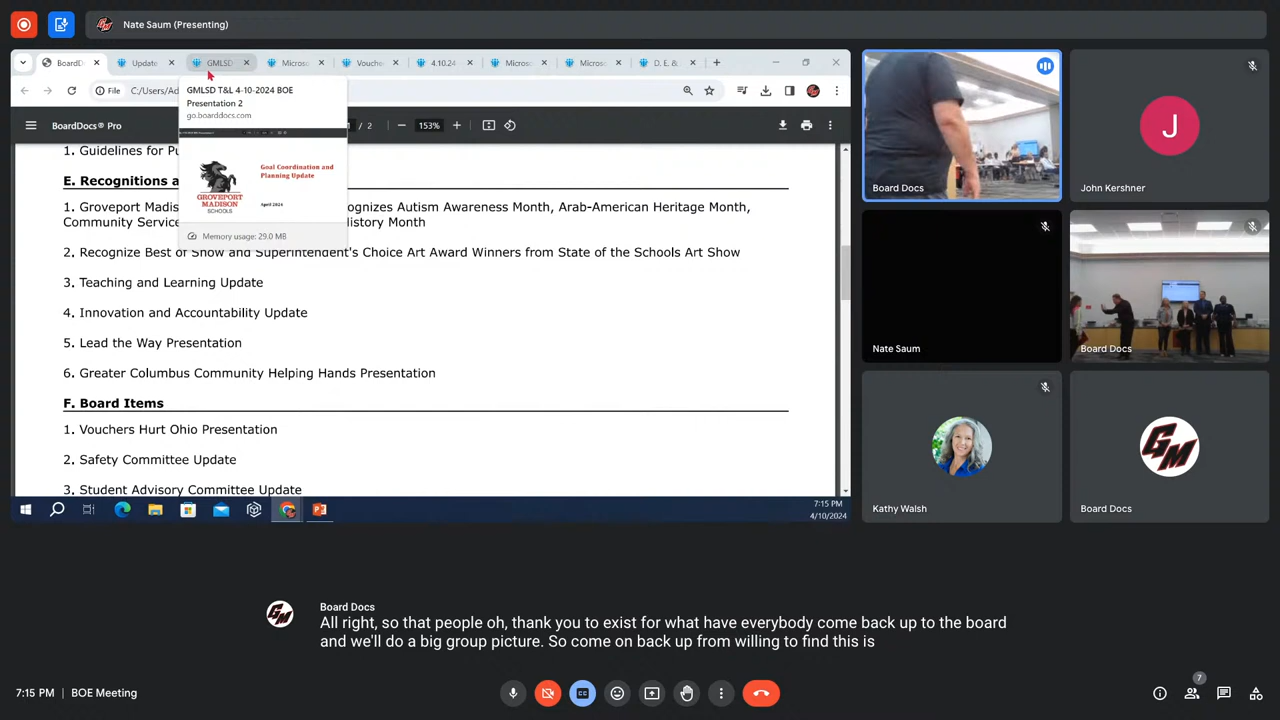 Nate Saum (Presenting)
BoardD
Update
GMLSD
Micros
Vouche
4.10.24
Micros
Micros
D. E. &
File
C:/Users/Ad
GMLSD T&L 4-10-2024 BOE
Presentation 2
go.boarddocs.com
BoardDocs® Pro
/ 2
153%
Goal Coordination and
Planning Update
GROVEPORT
MADISON
SCHOOLS
April 2024
Memory usage: 29.0 MB
1. Guidelines for Pu
E. Recognitions a
1. Groveport Madis
ognizes Autism Awareness Month, Arab-American Heritage Month,
Community Service
History Month
2. Recognize Best of Show and Superintendent's Choice Art Award Winners from State of the Schools Art Show
3. Teaching and Learning Update
4. Innovation and Accountability Update
5. Lead the Way Presentation
6. Greater Columbus Community Helping Hands Presentation
F. Board Items
1. Vouchers Hurt Ohio Presentation
2. Safety Committee Update
3. Student Advisory Committee Update
7:15 PM
4/10/2024
Board Docs
J
John Kershner
Nate Saum
Board Docs
Kathy Walsh
GM
Board Docs
Board Docs
All right, so that people oh, thank you to exist for what have everybody come back up to the board
and we'll do a big group picture. So come on back up from willing to find this is
7:15 PM | BOE Meeting
CC
7